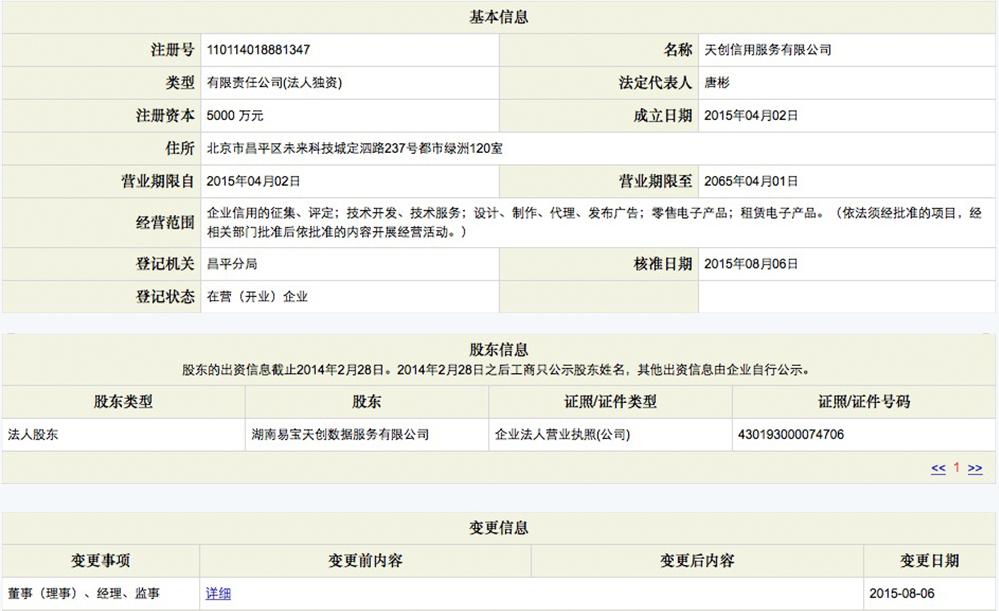 基本信息
注册号 110114018881347 名称 天创信用服务有限公司
类型 有限责任公司(法人独资) 法定代表人 唐彬
注册资本 5000 万元 成立日期 2015年04月02日
住所 北京市昌平区未来科技城定泗路237号都市绿洲120室
营业期限自 2015年04月02日 营业期限至 2065年04月01日
经营范围 企业信用的征集、评定；技术开发、技术服务；设计、制作、代理、发布广告；零售电子产品；租赁电子产品。（依法须经批准的项目，经
相关部门批准后依批准的内容开展经营活动。）
登记机关 昌平分局 核准日期 2015年08月06日
登记状态 在营（开业）企业
股东信息
股东的出资信息截止2014年2月28日。2014年2月28日之后工商只公示股东姓名，其他出资信息由企业自行公示。
股东类型 股东 证照/证件类型 证照/证件号码
法人股东 湖南易宝天创数据服务有限公司 企业法人营业执照(公司) 430193000074706
<< 1 >>
变更信息
变更事项 变更前内容 变更后内容 变更日期
董事（理事）、经理、监事 详细 2015-08-06